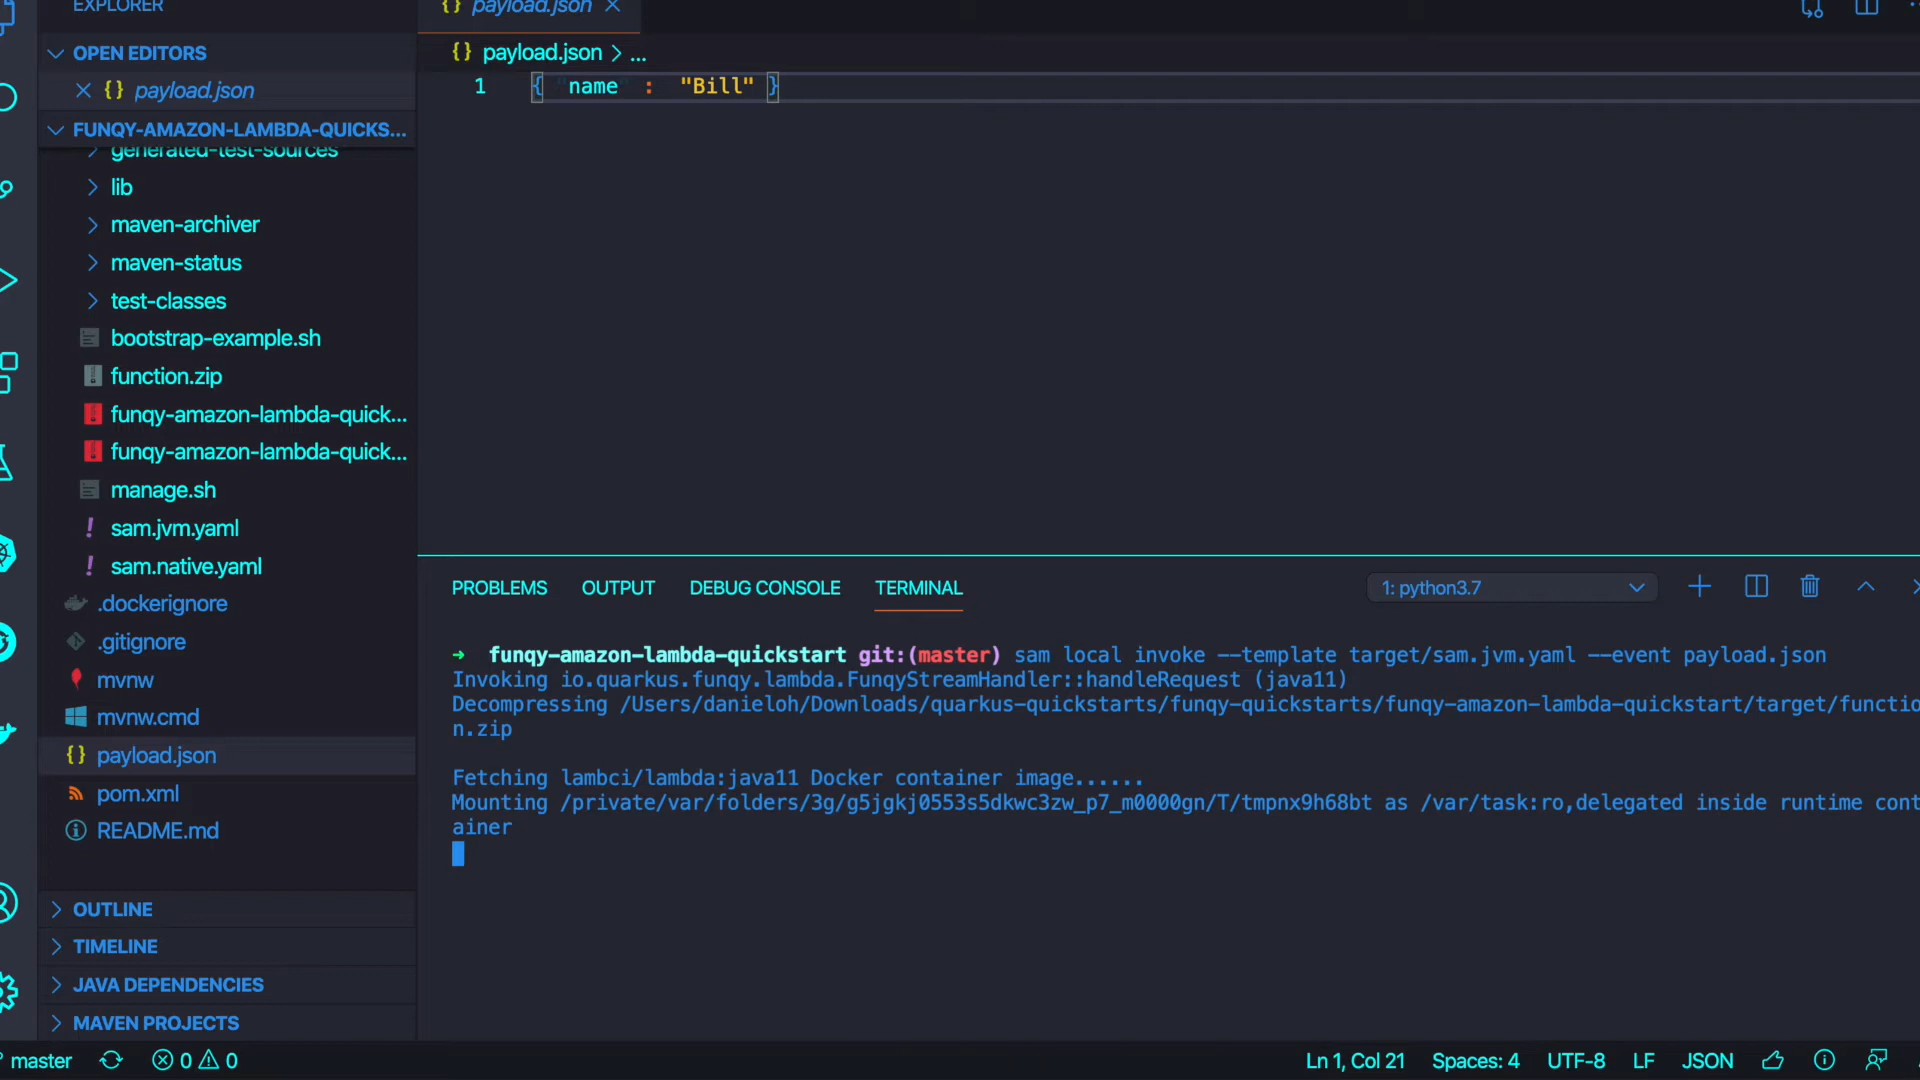 EXPLORER
OPEN EDITORS
payload.json
FUNQY-AMAZON-LAMBDA-QUICKS...
generated-test-sources
lib
maven-archiver
maven-status
test-classes
bootstrap-example.sh
function.zip
funqy-amazon-lambda-quick...
funqy-amazon-lambda-quick...
manage.sh
sam.jvm.yaml
sam.native.yaml
.dockerignore
.gitignore
mvnw
mvnw.cmd
payload.json
pom.xml
README.md
OUTLINE
TIMELINE
JAVA DEPENDENCIES
MAVEN PROJECTS
{} payload.json
{} payload.json > ...
1 { "name" : "Bill" }
PROBLEMS OUTPUT DEBUG CONSOLE TERMINAL 1: python3.7
➜ funqy-amazon-lambda-quickstart git:(master) sam local invoke --template target/sam.jvm.yaml --event payload.json
Invoking io.quarkus.funqy.lambda.FunqyStreamHandler::handleRequest (java11)
Decompressing /Users/danieloh/Downloads/quarkus-quickstarts/funqy-quickstarts/funqy-amazon-lambda-quickstart/target/functio
n.zip
Fetching lambci/lambda:java11 Docker container image......
Mounting /private/var/folders/3g/g5jgkj0553s5dkwc3zw_p7_m0000gn/T/tmpnx9h68bt as /var/task:ro,delegated inside runtime cont
ainer
master 0 0 Ln 1, Col 21 Spaces: 4 UTF-8 LF JSON